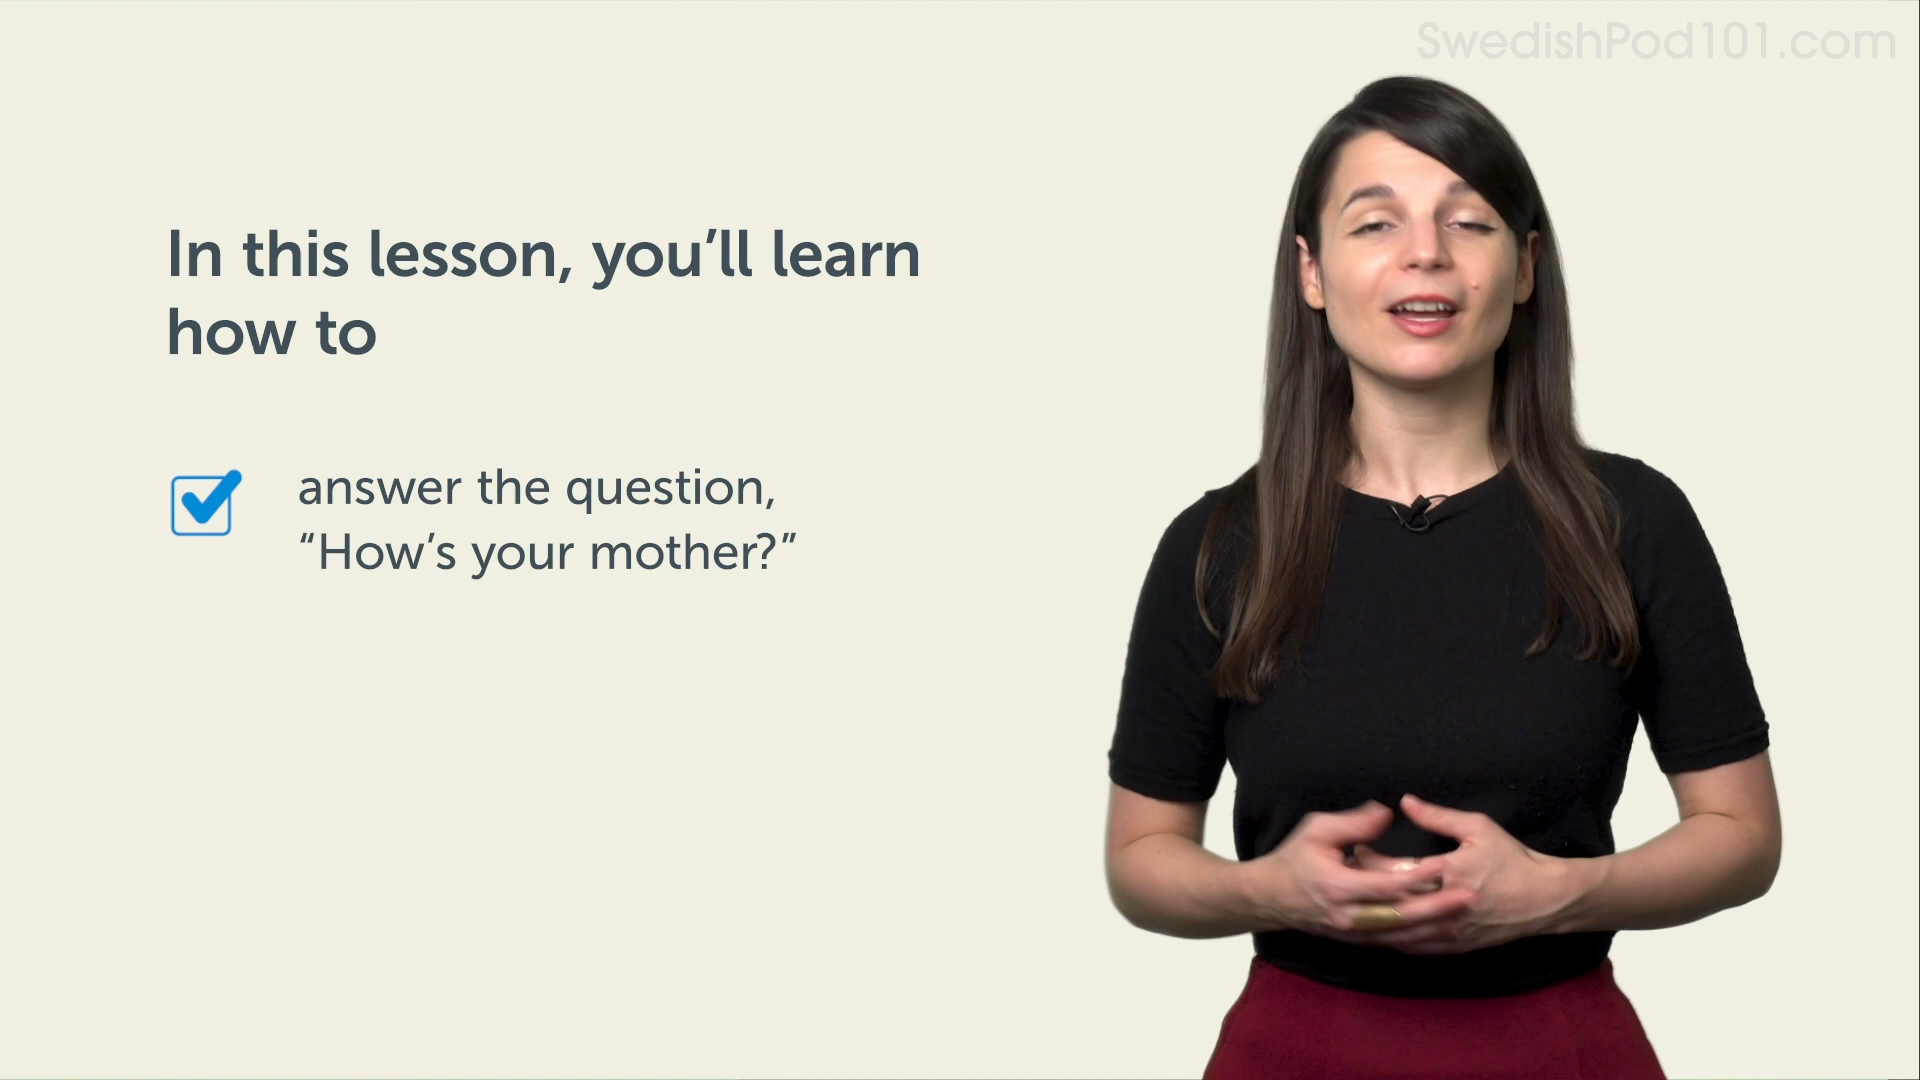 SwedishPod101.com
In this lesson, you’ll learn
how to
answer the question,
“How’s your mother?”